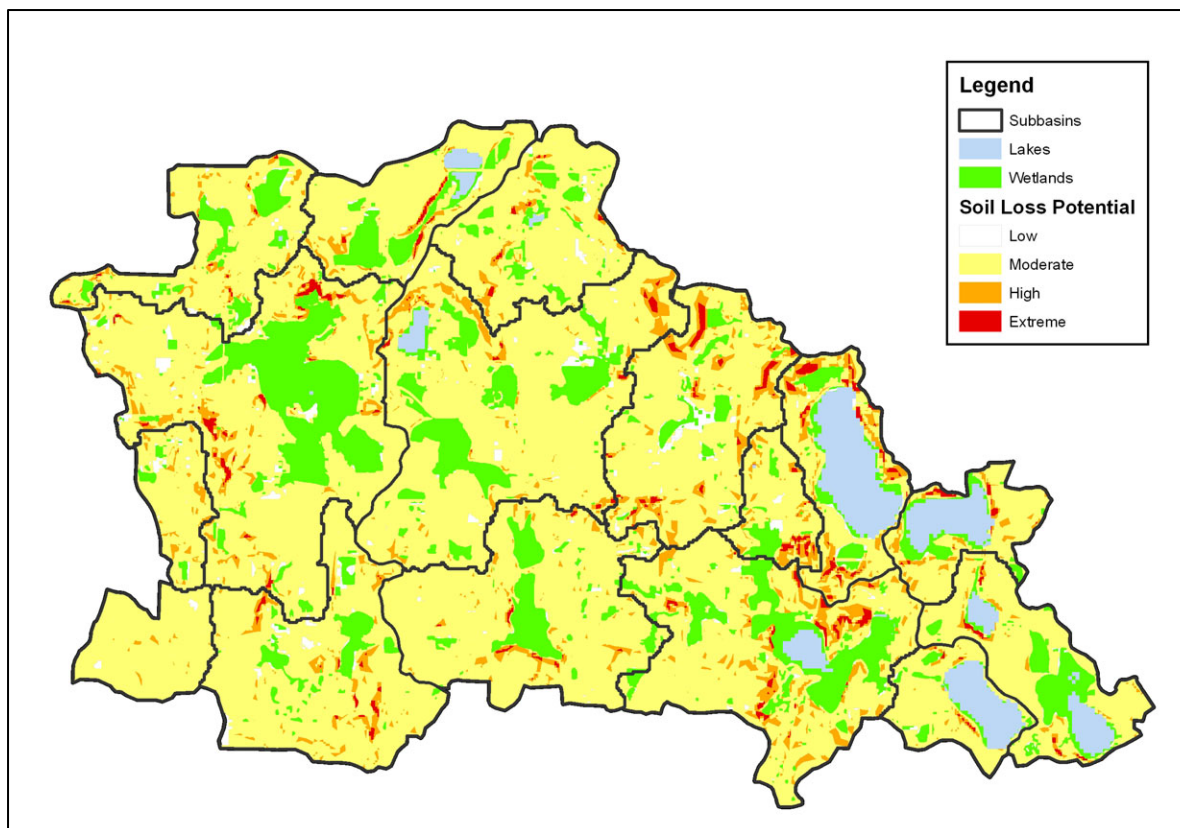 Legend
Subbasins
Lakes
Wetlands
Soil Loss Potential
Low
Moderate
High
Extreme